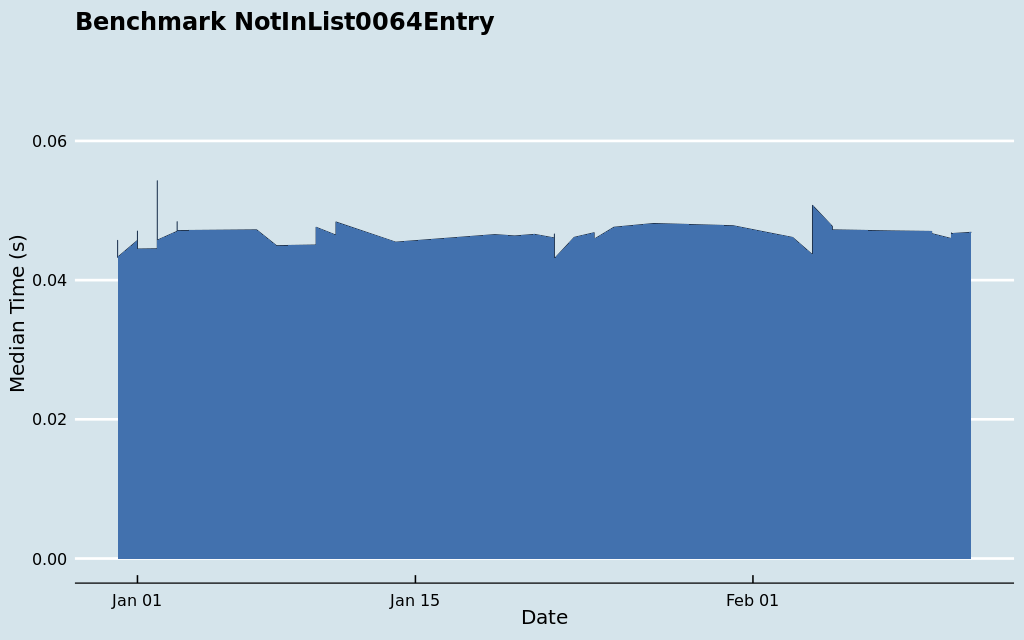 Benchmark NotInList0064Entry
Median Time (s)
0.06
0.04
0.02
0.00
Jan 01
Jan 15
Feb 01
Date